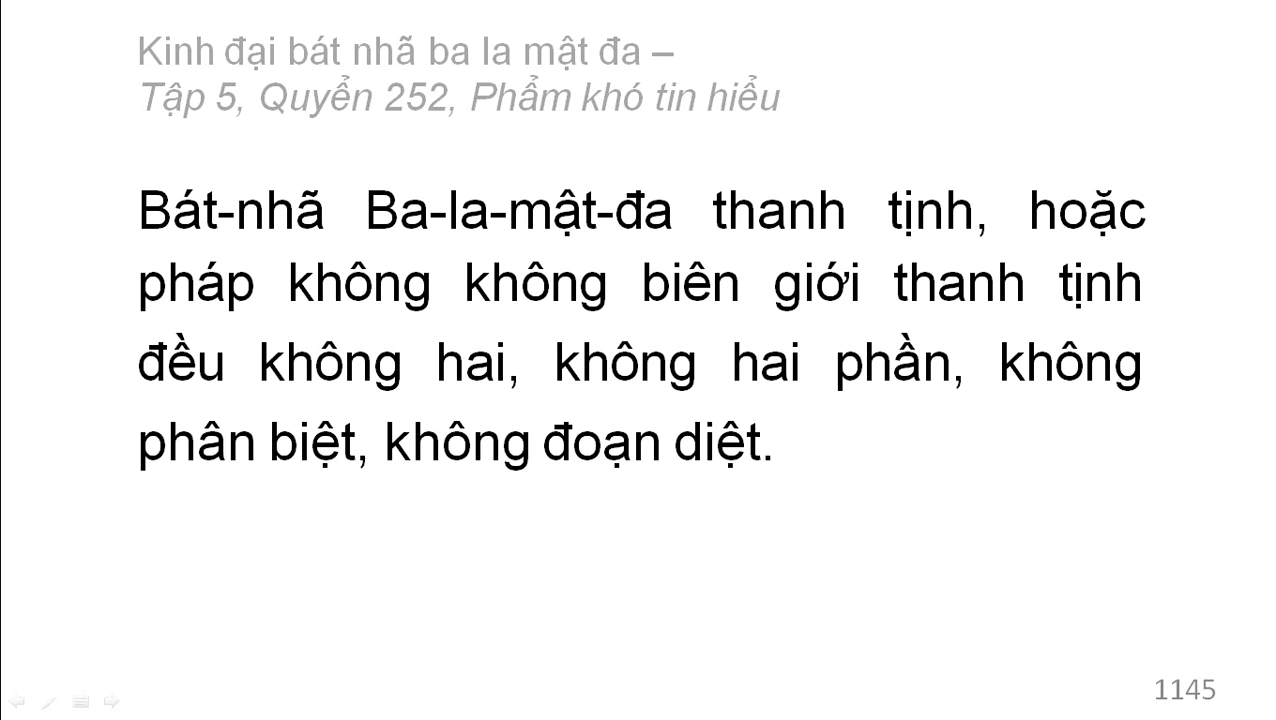 Kinh đại bát nhã ba la mật đa –
Tập 5, Quyển 252, Phẩm khó tin hiểu
Bát-nhã Ba-la-mật-đa thanh tịnh, hoặc
pháp không không biên giới thanh tịnh
đều không hai, không hai phần, không
phân biệt, không đoạn diệt.
1145